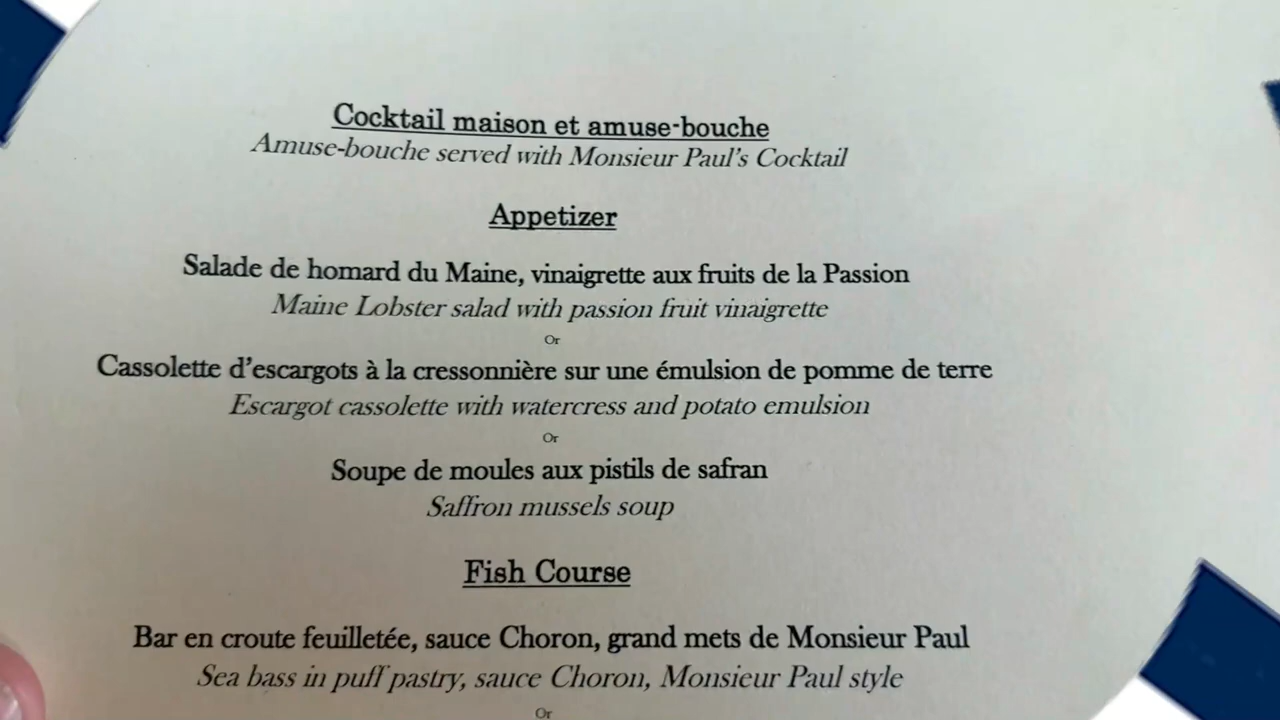 Cocktail maison et amuse-bouche
Amuse-bouche served with Monsieur Paul's Cocktail
Appetizer
Salade de homard du Maine, vinaigrette aux fruits de la Passion
Maine Lobster salad with passion fruit vinaigrette
Or
Cassolette d'escargots à la cressonnière sur une émulsion de pomme de terre
Escargot cassolette with watercress and potato emulsion
Or
Soupe de moules aux pistils de safran
Saffron mussels soup
Fish Course
Bar en croute feuilletée, sauce Choron, grand mets de Monsieur Paul
Sea bass in puff pastry, sauce Choron, Monsieur Paul style
Or